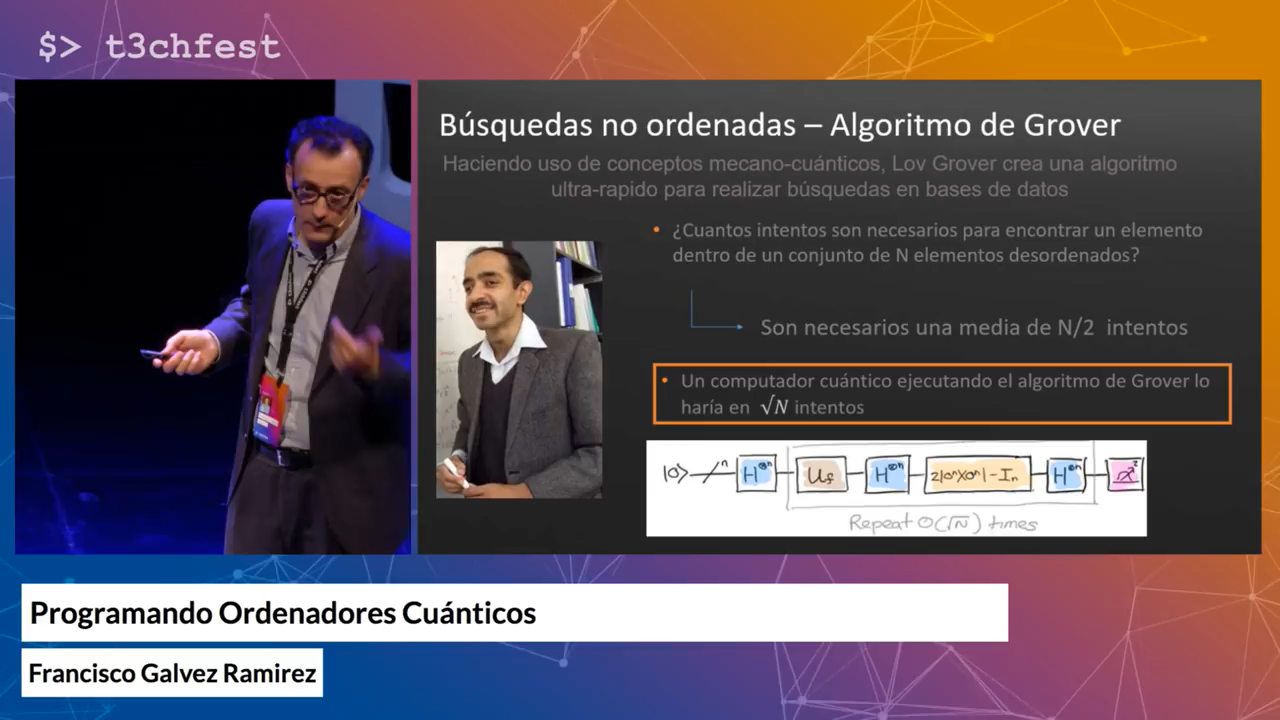 $> t3chfest
Búsquedas no ordenadas – Algoritmo de Grover
Haciendo uso de conceptos mecano-cuánticos, Lov Grover crea una algoritmo
ultra-rapido para realizar búsquedas en bases de datos
• ¿Cuantos intentos son necesarios para encontrar un elemento
dentro de un conjunto de N elementos desordenados?
Son necesarios una media de N/2 intentos
• Un computador cuántico ejecutando el algoritmo de Grover lo
haría en √N intentos
|0⟩ n H⊗n U_f H⊗n 2|0ⁿ⟩⟨0ⁿ| - Iₙ H⊗n
Repeat O(√N) times
Programando Ordenadores Cuánticos
Francisco Galvez Ramirez